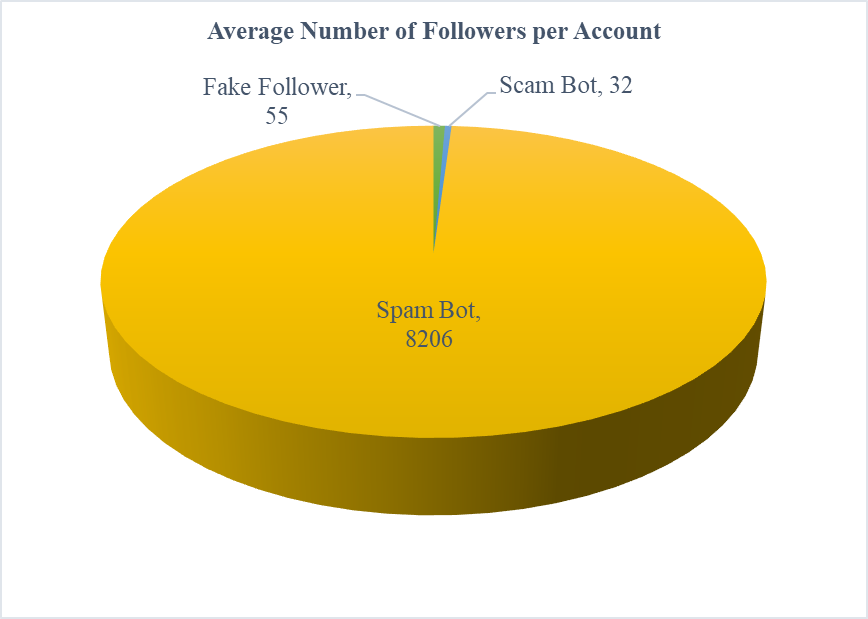 Average Number of Followers per Account
Fake Follower,
55
Scam Bot, 32
Spam Bot,
8206